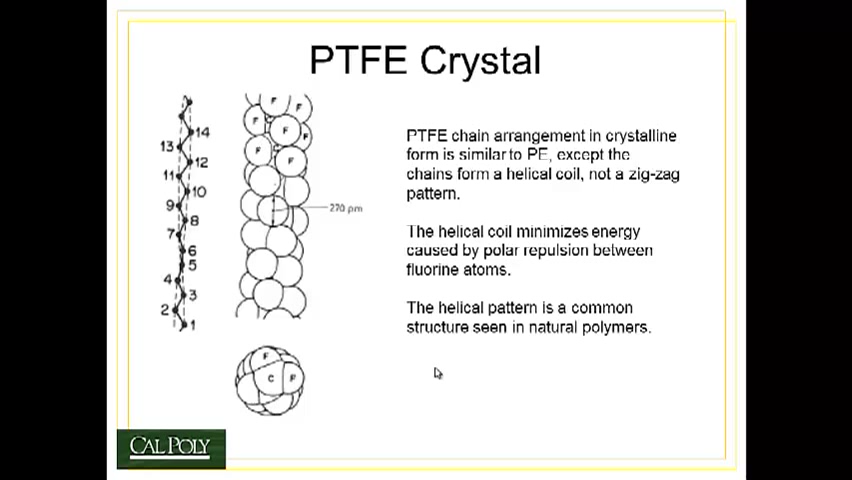 PTFE Crystal
PTFE chain arrangement in crystalline
form is similar to PE, except the
chains form a helical coil, not a zig-zag
pattern.
The helical coil minimizes energy
caused by polar repulsion between
fluorine atoms.
The helical pattern is a common
structure seen in natural polymers.
14
13
12
11
10
9
8
7
6
5
4
3
2
1
F
F
F
F
F
F
F
F
270 pm
F
C
F
CAL POLY